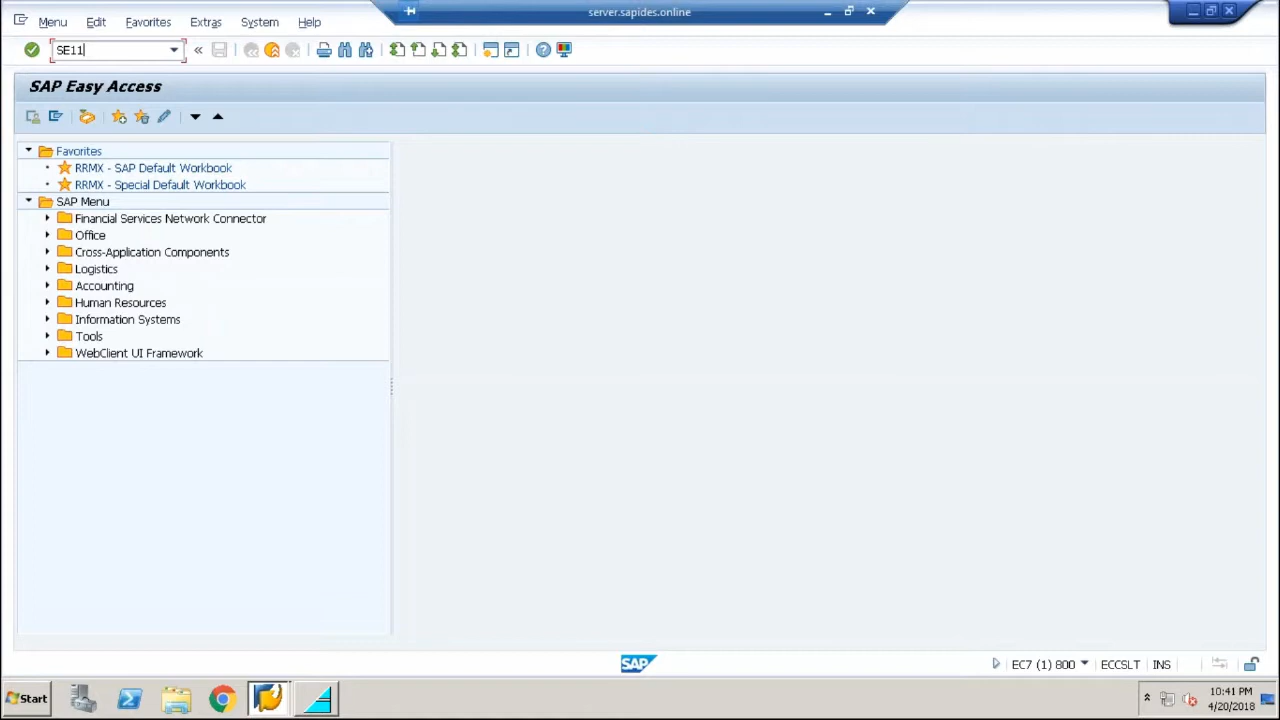 server.sapides.online
Menu Edit Favorites Extras System Help
SE11
SAP Easy Access
Favorites
RRMX - SAP Default Workbook
RRMX - Special Default Workbook
SAP Menu
Financial Services Network Connector
Office
Cross-Application Components
Logistics
Accounting
Human Resources
Information Systems
Tools
WebClient UI Framework
SAP
EC7 (1) 800 ECCSLT INS
Start
10:41 PM
4/20/2018